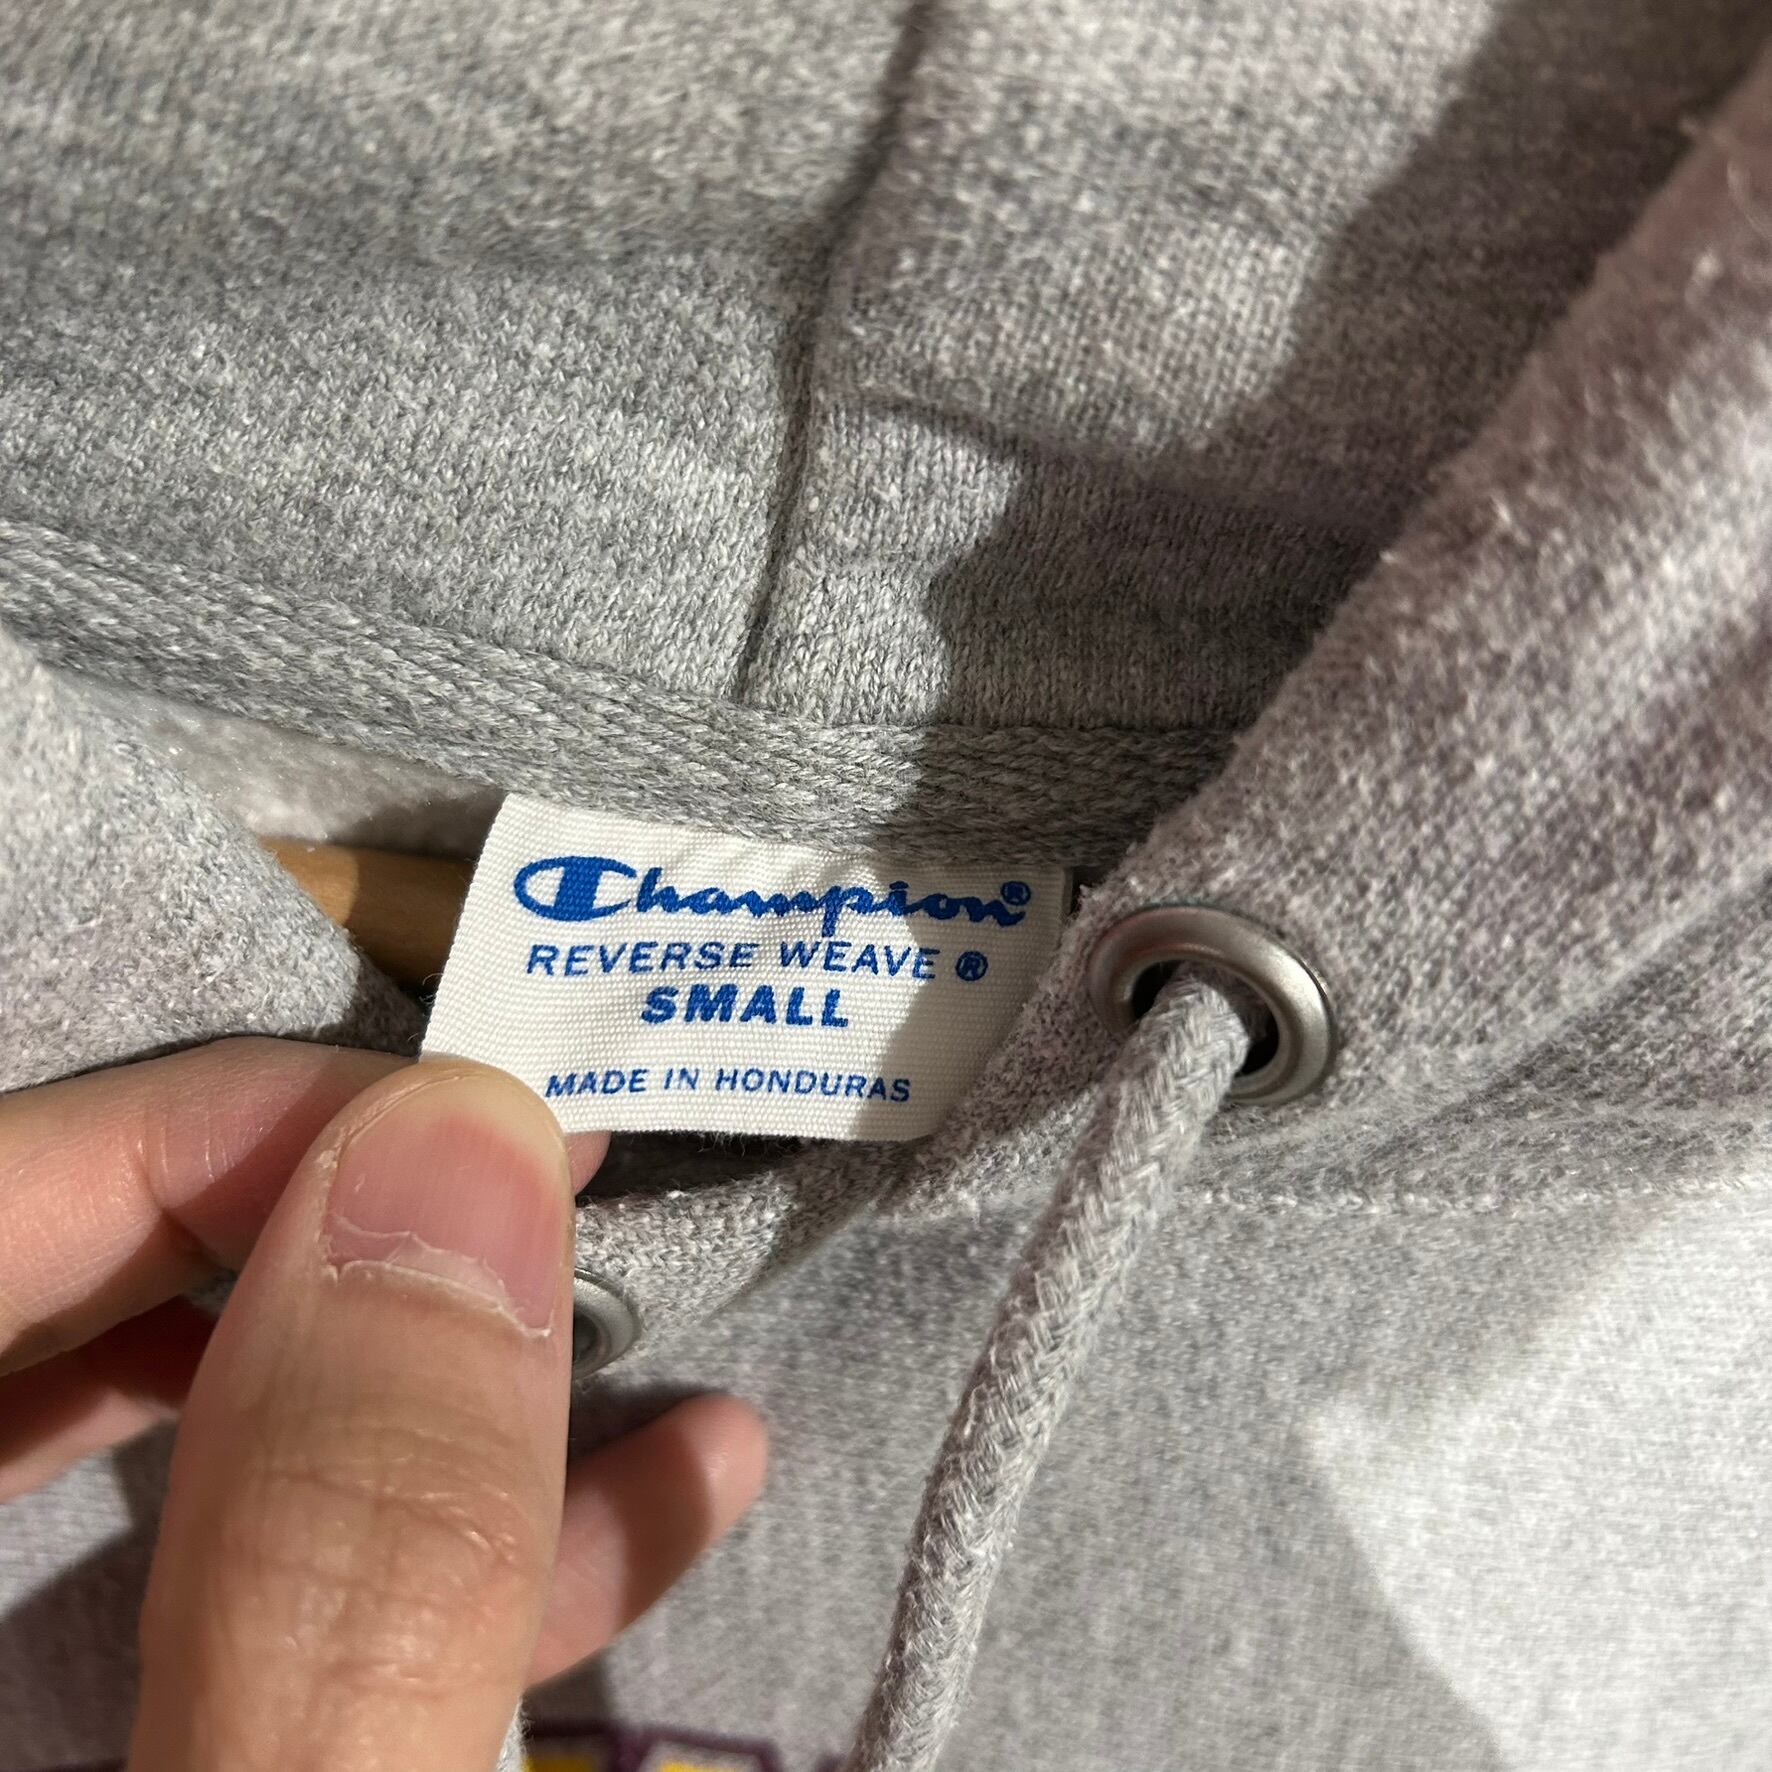 Champion®
REVERSE WEAVE ®
SMALL
MADE IN HONDURAS